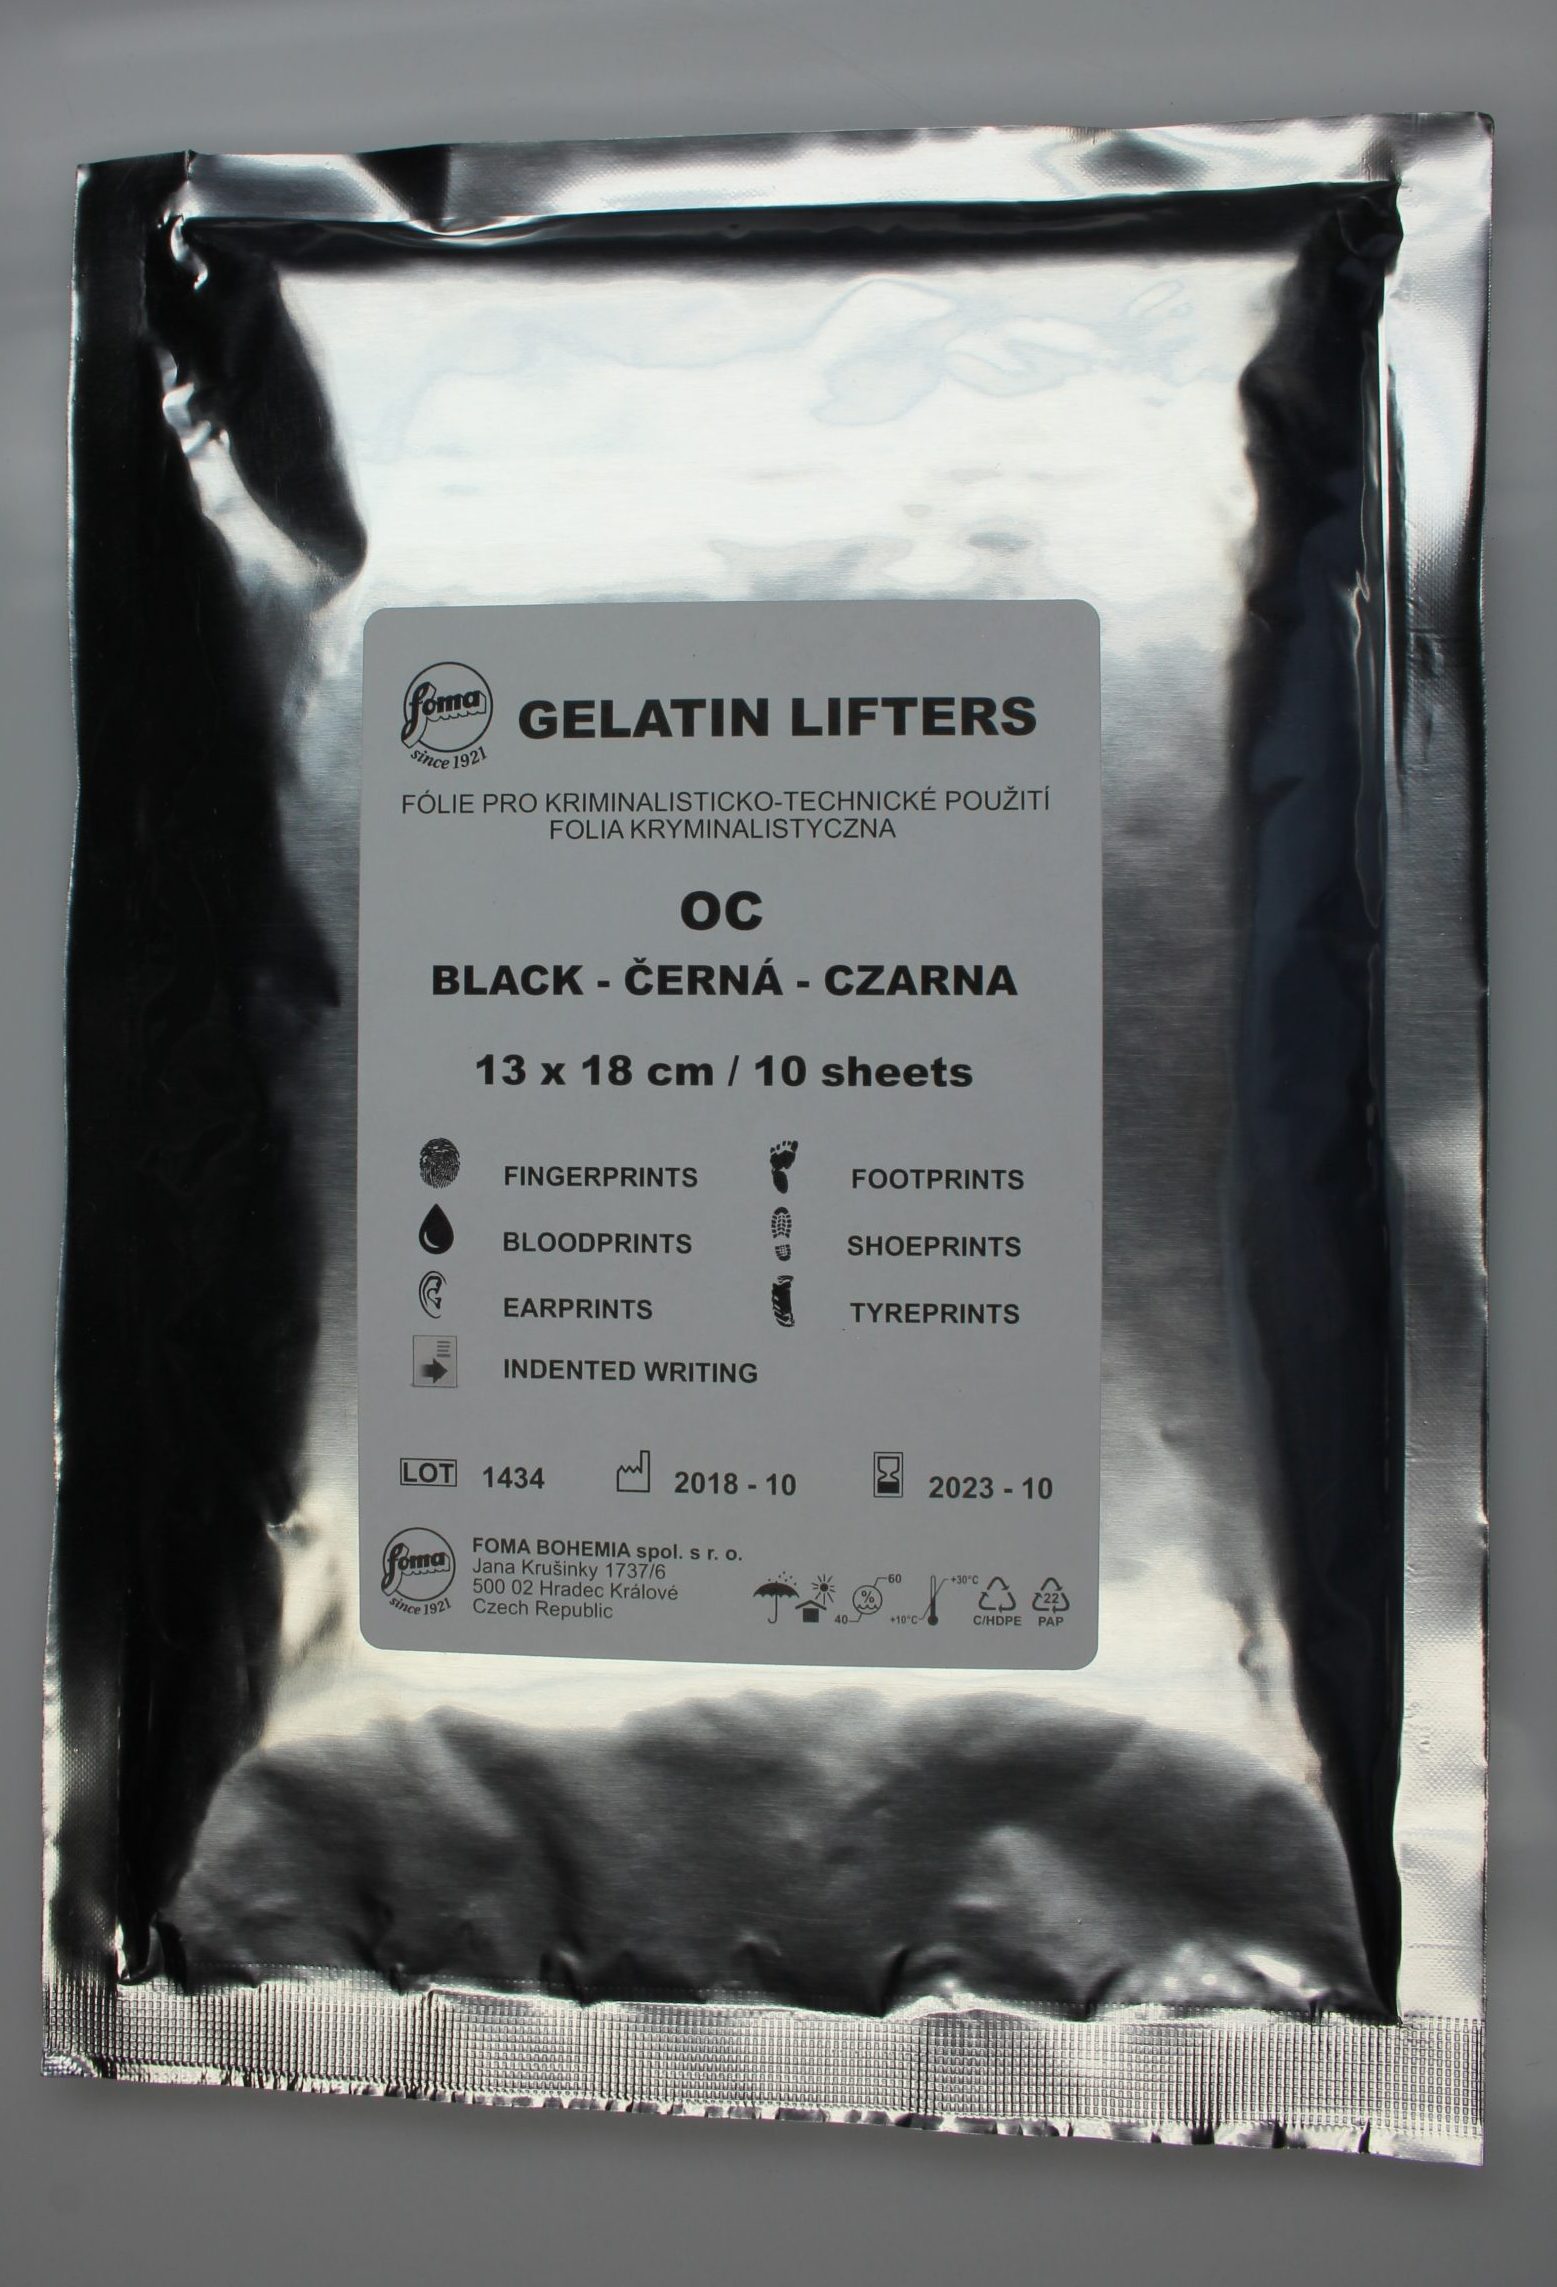 foma
since 1921
GELATIN LIFTERS
FÓLIE PRO KRIMINALISTICKO-TECHNICKÉ POUŽITÍ
FOLIA KRYMINALISTYCZNA
OC
BLACK - ČERNÁ - CZARNA
13 x 18 cm / 10 sheets
FINGERPRINTS
FOOTPRINTS
BLOODPRINTS
SHOEPRINTS
EARPRINTS
TYREPRINTS
INDENTED WRITING
LOT 1434
2018 - 10
2023 - 10
foma
since 1921
FOMA BOHEMIA spol. s r. o.
Jana Krušinky 1737/6
500 02 Hradec Králové
Czech Republic
% 60
40
+30°C
+10°C
C/HDPE
22
PAP